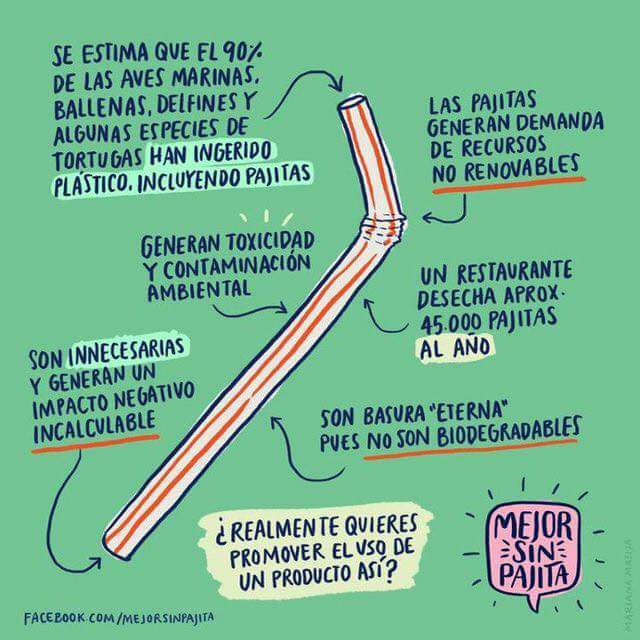 SE ESTIMA QUE EL 90%
DE LAS AVES MARINAS,
BALLENAS, DELFINES Y
ALGUNAS ESPECIES DE
TORTUGAS HAN INGERIDO
PLÁSTICO, INCLUYENDO PAJITAS
LAS PAJITAS
GENERAN DEMANDA
DE RECURSOS
NO RENOVABLES
GENERAN TOXICIDAD
Y CONTAMINACIÓN
AMBIENTAL
UN RESTAURANTE
DESECHA APROX.
45.000 PAJITAS
AL AÑO
SON INNECESARIAS
Y GENERAN UN
IMPACTO NEGATIVO
INCALCULABLE
SON BASURA "ETERNA"
PUES NO SON BIODEGRADABLES
¿REALMENTE QUIERES
PROMOVER EL USO DE
UN PRODUCTO ASÍ?
MEJOR
SIN
PAJITA
FACEBOOK.COM/MEJORSINPAJITA